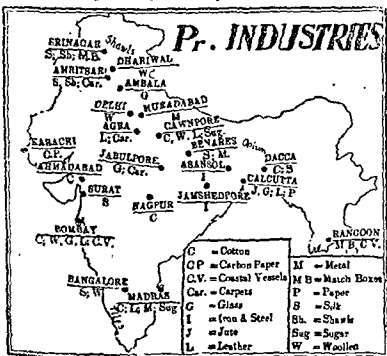 Pr. INDUSTRIES
SRINAGAR
Shawls
S; Sh; M.B.
DHARIWAL
W C
AMRITSAR
S, Sh; Car.
AMBALA
G
DELHI
W
MURADABAD
M
AGRA
L; Car.
CAWNPORE
C, W, L; Sug.
Opium
BENARES
S; M.
KARACHI
C.P.
AHMADABAD
C
JABULPORE
G; Car.
ASANSOL
I
DACCA
C; S
CALCUTTA
J, G; L; P
SURAT
S
NAGPUR
C
JAMSHEDPORE
I
BOMBAY
C, W, G, L; C.V.
RANGOON
M B, C.V.
BANGALORE
S; W
MADRAS
C; L; M; Sug
C = Cotton
C P = Carbon Paper
C.V. = Coastal Vessels
Car. = Carpets
G = Glass
I = Iron & Steel
J = Jute
L = Leather
M = Metal
M B = Match Boxes
P = Paper
S = Silk
Sh. = Shawls
Sug = Sugar
W = Woollen